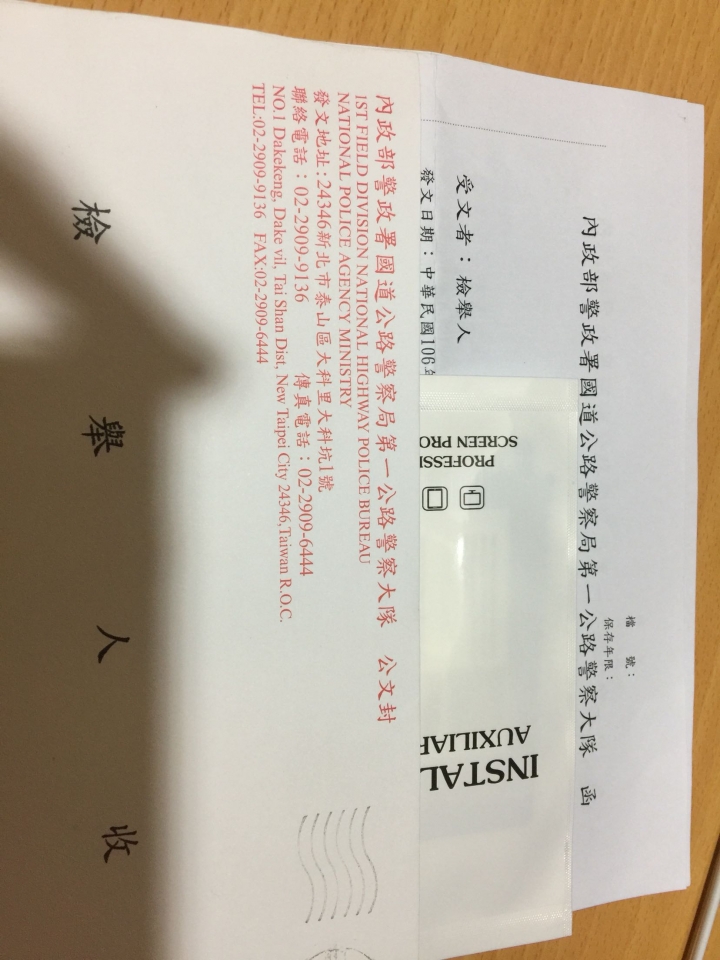 內政部警政署國道公路警察局第一公路警察大隊 公文封
1ST FIELD DIVISION NATIONAL HIGHWAY POLICE BUREAU
NATIONAL POLICE AGENCY MINISTRY
發文地址:24346新北市泰山區大科里大科坑1號
聯絡電話：02-2909-9136 傳真電話：02-2909-6444
NO.1 Dakekeng, Dake vil, Tai Shan Dist, New Taipei City 24346,Taiwan R.O.C.
TEL:02-2909-9136 FAX:02-2909-6444
檢舉人 收
檔 號：
保存年限：
內政部警政署國道公路警察局第一公路警察大隊 函
受文者：檢舉人
發文日期：中華民國106年
INSTAL
AUXILIAR
PROFESSI
SCREEN PRO